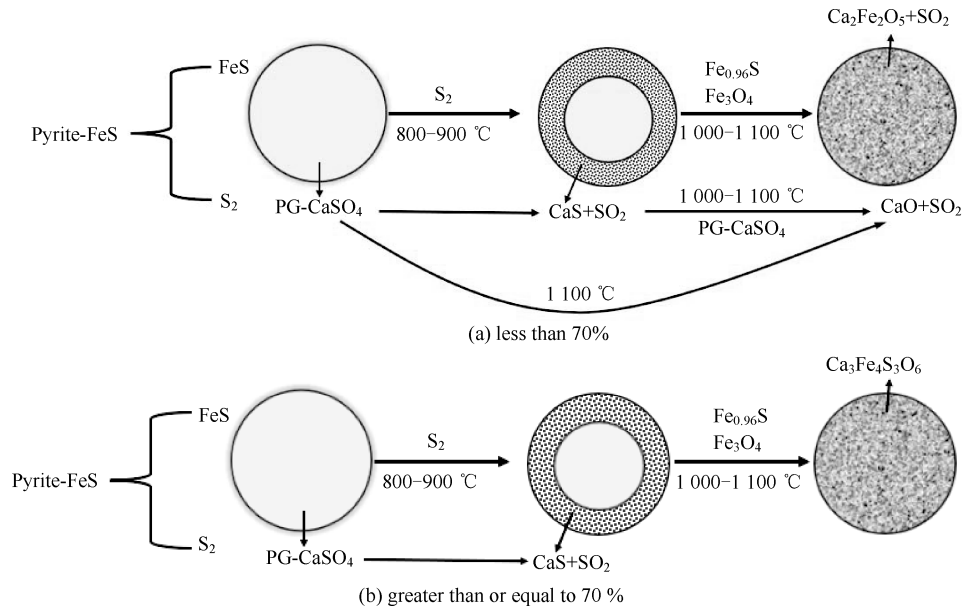 Ca₂Fe₂O₅+SO₂
FeS
S₂
800−900 ℃
Fe₀.₉₆S
Fe₃O₄
1 000−1 100 ℃
Pyrite-FeS
S₂
PG-CaSO₄
CaS+SO₂
1 000−1 100 ℃
PG-CaSO₄
CaO+SO₂
1 100 ℃
(a) less than 70%
Ca₃Fe₄S₃O₆
FeS
S₂
800−900 ℃
Fe₀.₉₆S
Fe₃O₄
1 000−1 100 ℃
Pyrite-FeS
S₂
PG-CaSO₄
CaS+SO₂
(b) greater than or equal to 70 %